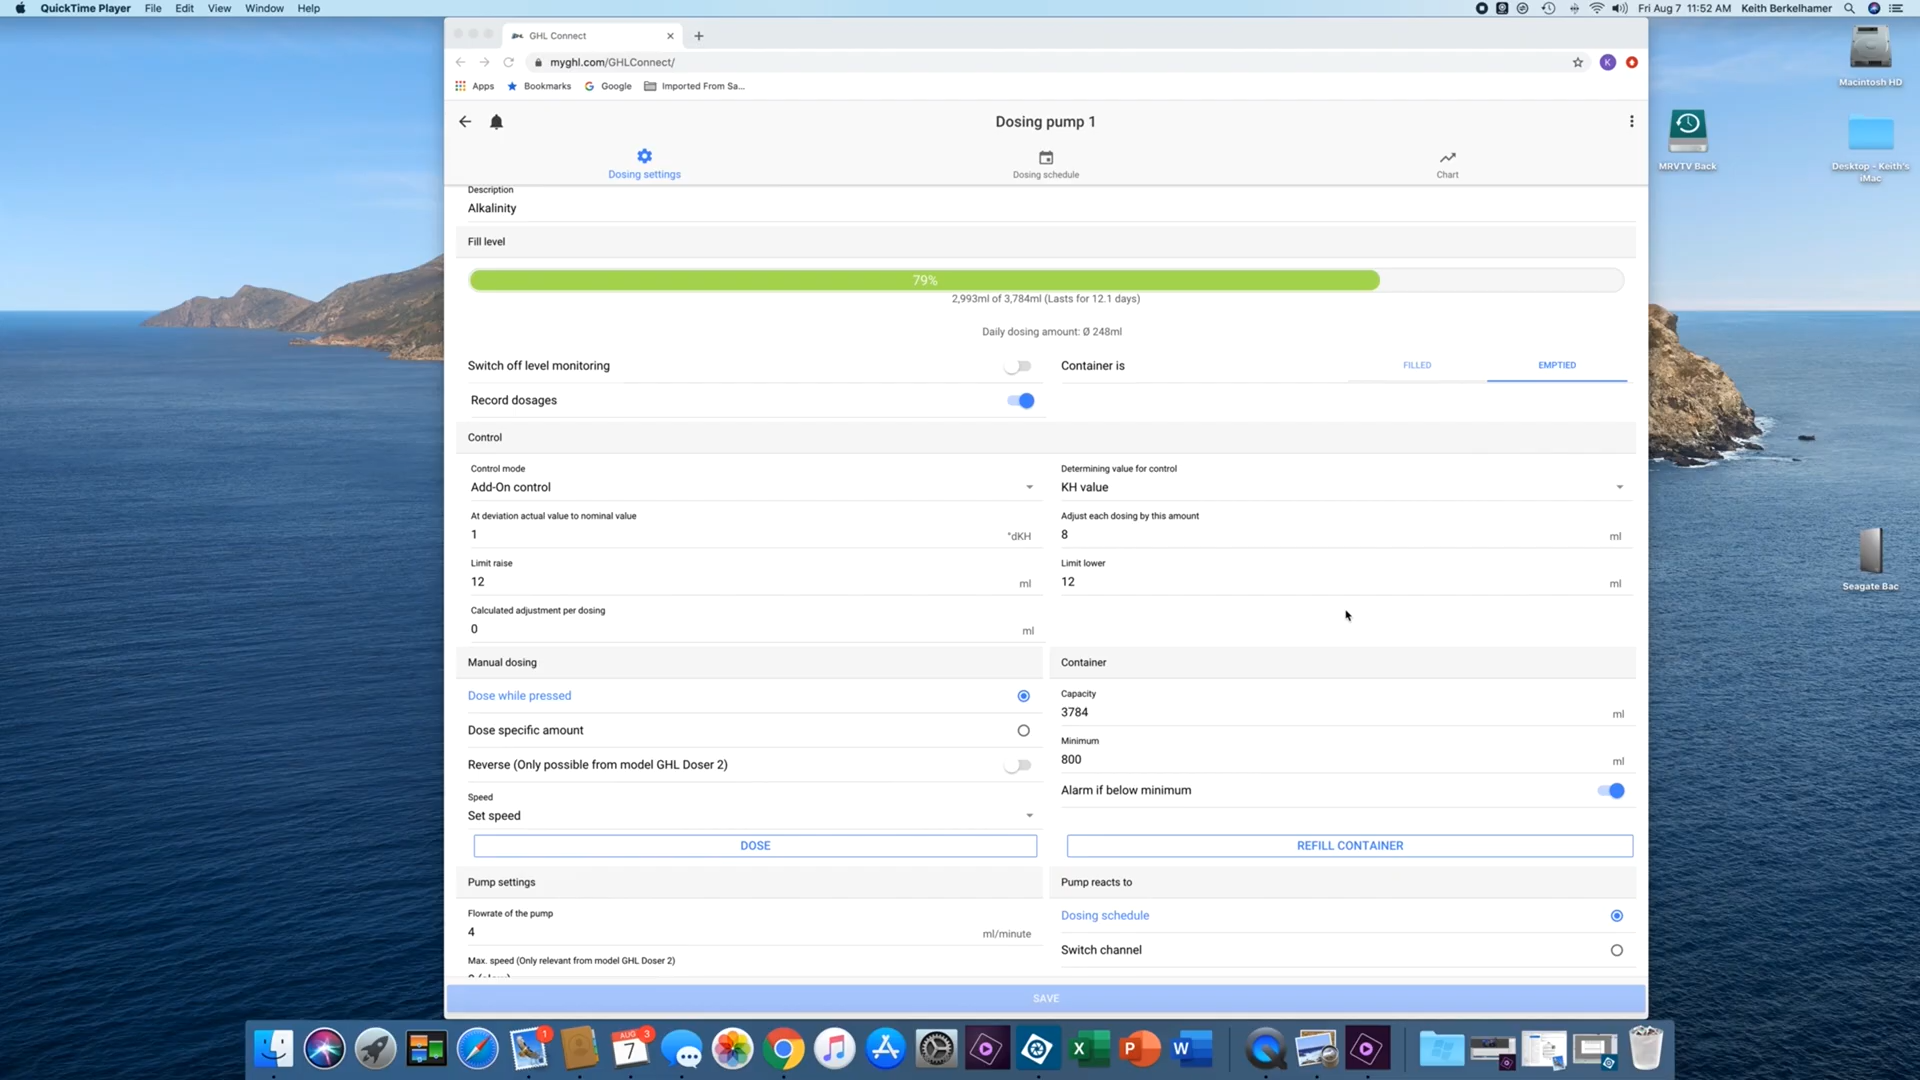 QuickTime Player File Edit View Window Help
Fri Aug 7 11:52 AM Keith Berkelhamer
GHL Connect
myghl.com/GHLConnect/
K
Apps Bookmarks Google Imported From Sa...
Macintosh HD
MRVTV Back
Desktop - Keith's
iMac
Seagate Bac
Dosing pump 1
Dosing settings Dosing schedule Chart
Description
Alkalinity
Fill level
79%
2,993ml of 3,784ml (Lasts for 12.1 days)
Daily dosing amount: Ø 248ml
Switch off level monitoring
Container is FILLED EMPTIED
Record dosages
Control
Control mode
Add-On control
Determining value for control
KH value
At deviation actual value to nominal value
1 °dKH
Adjust each dosing by this amount
8 ml
Limit raise
12 ml
Limit lower
12 ml
Calculated adjustment per dosing
0 ml
Manual dosing
Dose while pressed
Dose specific amount
Reverse (Only possible from model GHL Doser 2)
Speed
Set speed
DOSE
Container
Capacity
3784 ml
Minimum
800 ml
Alarm if below minimum
REFILL CONTAINER
Pump settings
Flowrate of the pump
4 ml/minute
Max. speed (Only relevant from model GHL Doser 2)
Pump reacts to
Dosing schedule
Switch channel
SAVE
1
AUG 3
7
X P W